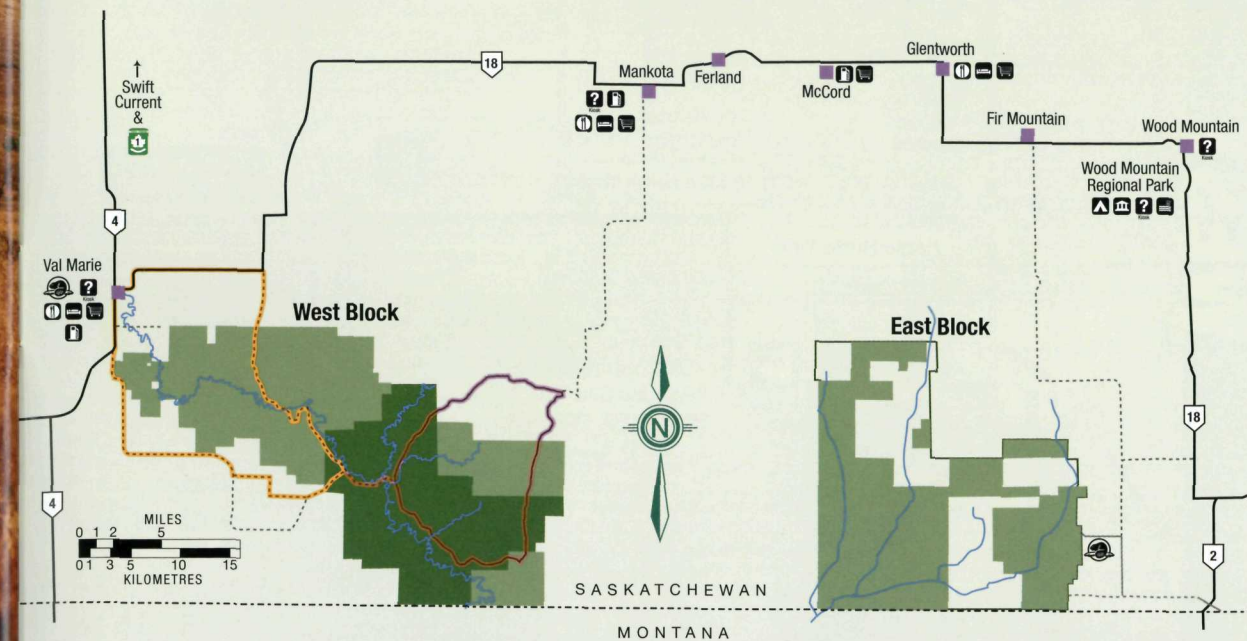 18
Glentworth
Mankota
Ferland
?
Kiosk
McCord
Swift
Current
&
1
Fir Mountain
Wood Mountain
?
Kiosk
Wood Mountain
Regional Park
?
Kiosk
4
Val Marie
?
Kiosk
West Block
East Block
N
18
4
MILES
0 1 2 5
0 1 3 5 10 15
KILOMETRES
2
SASKATCHEWAN
MONTANA